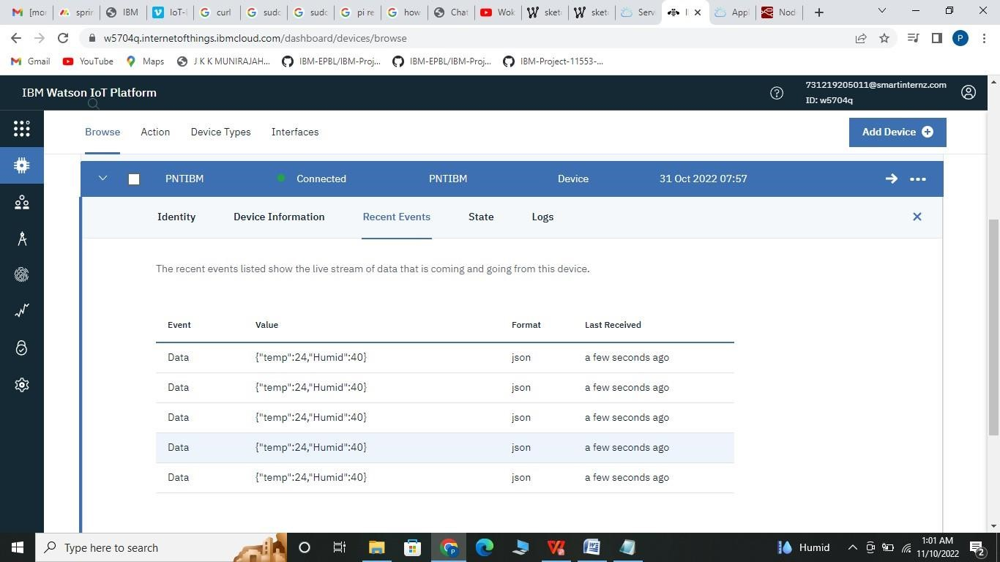 [mor
sprin
IBM
IoT-I
curl
sudo
sudo
pi re
how
Chat
Wok
sket
sket
Serv
I
Appl
Nod
w5704q.internetofthings.ibmcloud.com/dashboard/devices/browse
P
Gmail
YouTube
Maps
J K K MUNIRAJAH...
IBM-EPBL/IBM-Proj...
IBM-EPBL/IBM-Proj...
IBM-Project-11553-...
IBM Watson IoT Platform
731219205011@smartinternz.com
ID: w5704q
Browse
Action
Device Types
Interfaces
Add Device
PNTIBM
Connected
PNTIBM
Device
31 Oct 2022 07:57
Identity
Device Information
Recent Events
State
Logs
The recent events listed show the live stream of data that is coming and going from this device.
Event Value Format Last Received
Data {"temp":24,"Humid":40} json a few seconds ago
Data {"temp":24,"Humid":40} json a few seconds ago
Data {"temp":24,"Humid":40} json a few seconds ago
Data {"temp":24,"Humid":40} json a few seconds ago
Data {"temp":24,"Humid":40} json a few seconds ago
Type here to search
Humid
1:01 AM
11/10/2022
2